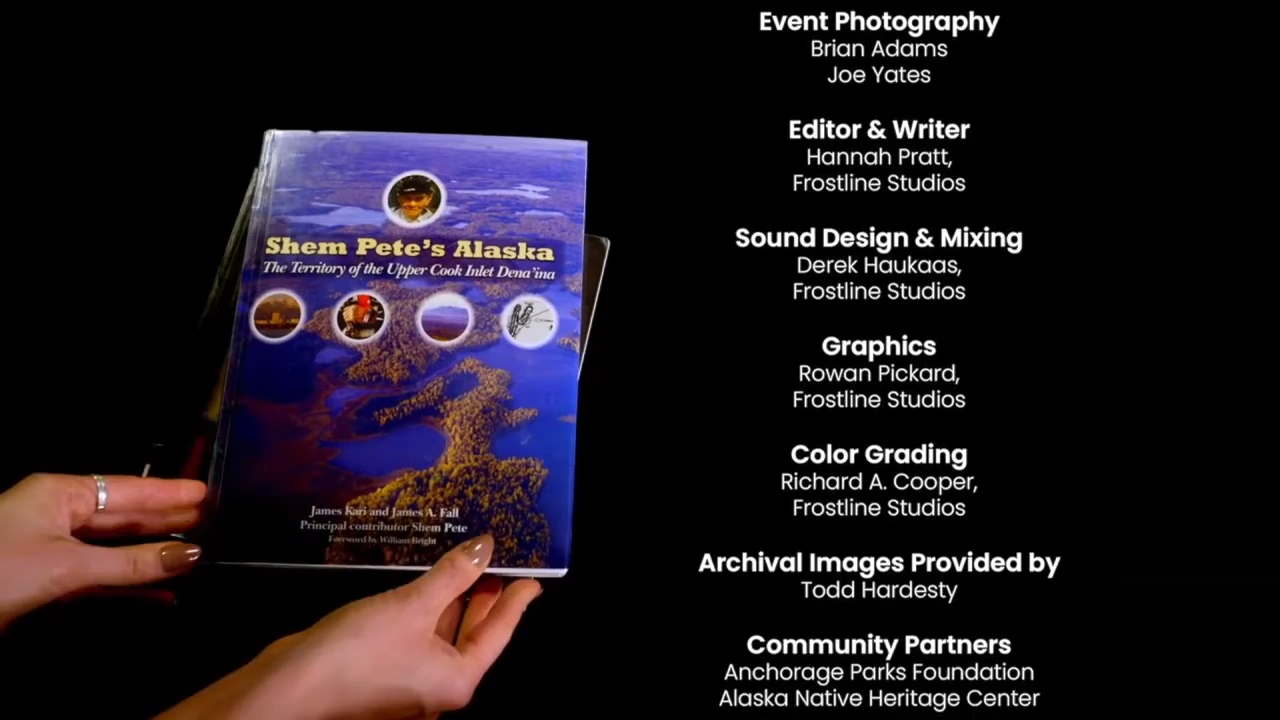 Shem Pete's Alaska
The Territory of the Upper Cook Inlet Dena'ina
James Kari and James A. Fall
Principal contributor Shem Pete
Foreword by William Bright
Event Photography
Brian Adams
Joe Yates
Editor & Writer
Hannah Pratt,
Frostline Studios
Sound Design & Mixing
Derek Haukaas,
Frostline Studios
Graphics
Rowan Pickard,
Frostline Studios
Color Grading
Richard A. Cooper,
Frostline Studios
Archival Images Provided by
Todd Hardesty
Community Partners
Anchorage Parks Foundation
Alaska Native Heritage Center